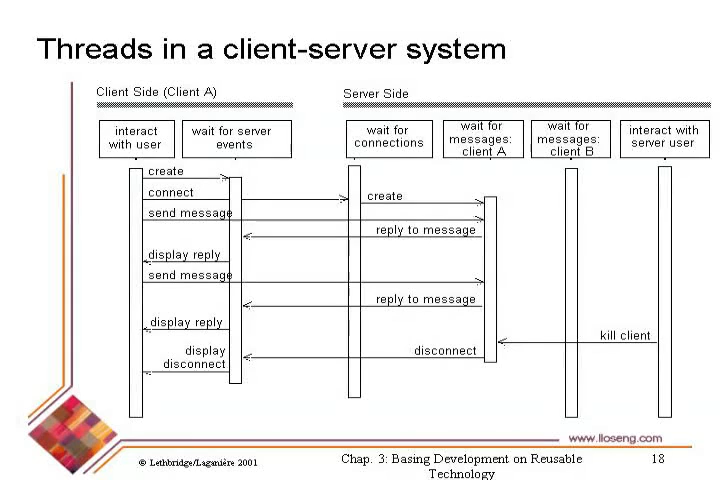 Threads in a client-server system
Client Side (Client A)
Server Side
interact
with user
wait for server
events
wait for
connections
wait for
messages:
client A
wait for
messages:
client B
interact with
server user
create
connect
create
send message
reply to message
display reply
send message
reply to message
display reply
kill client
display
disconnect
disconnect
www.lloseng.com
© Lethbridge/Laganière 2001
Chap. 3: Basing Development on Reusable
Technology
18